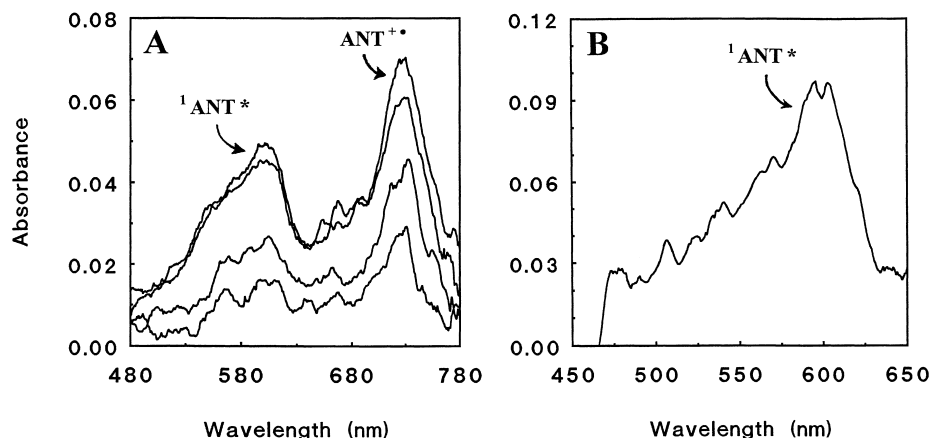 A
B
ANT⁺•
¹ANT*
¹ANT*
Absorbance
0.08
0.06
0.04
0.02
0.00
480 580 680 780
Wavelength (nm)
0.12
0.09
0.06
0.03
0.00
450 500 550 600 650
Wavelength (nm)